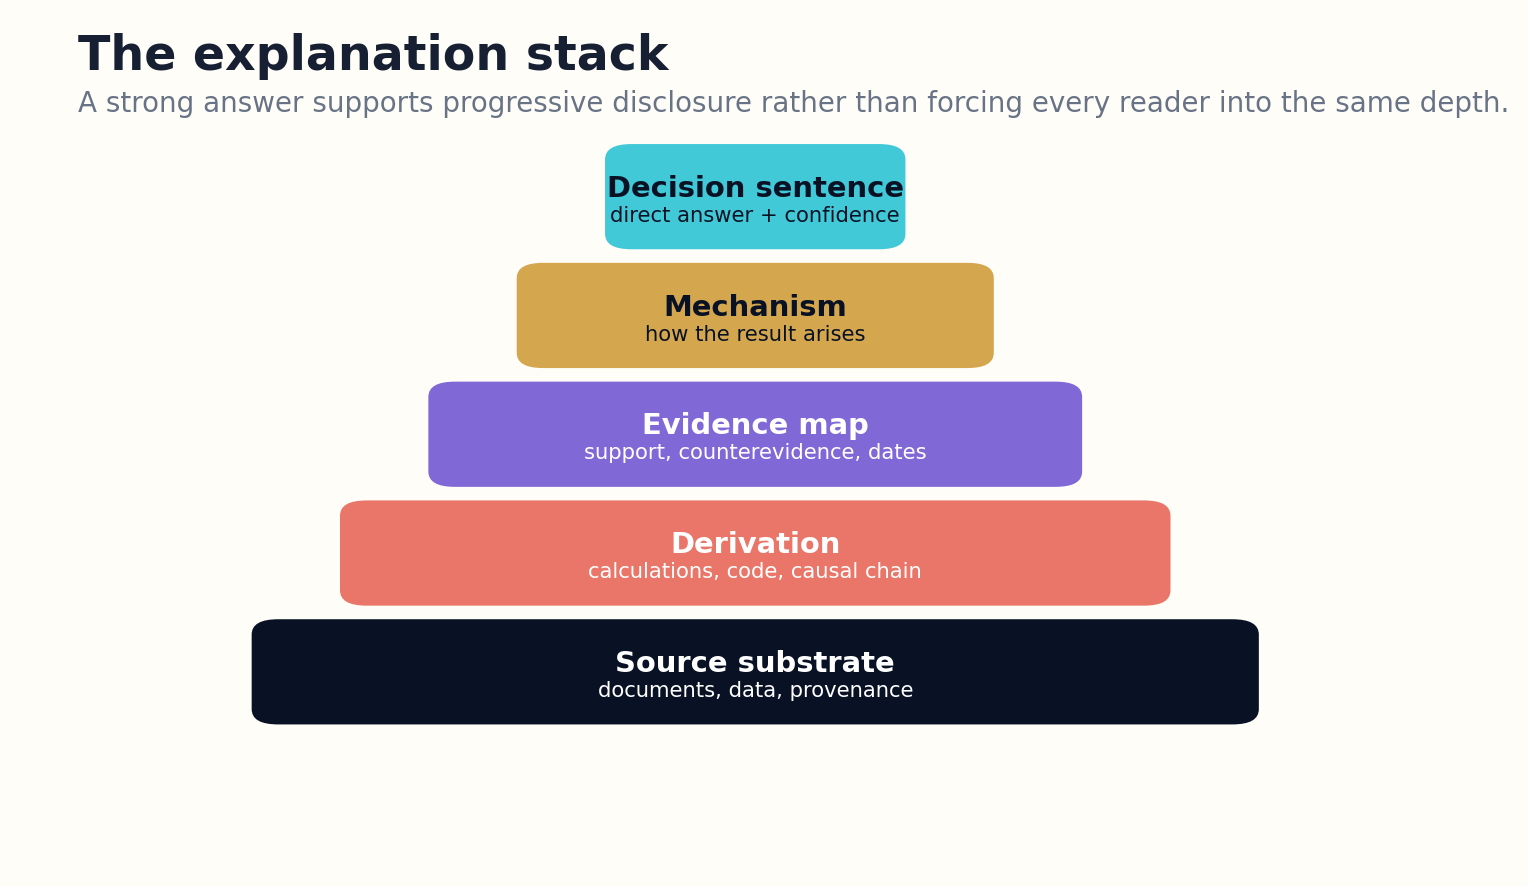 The explanation stack
A strong answer supports progressive disclosure rather than forcing every reader into the same depth.
Decision sentence
direct answer + confidence
Mechanism
how the result arises
Evidence map
support, counterevidence, dates
Derivation
calculations, code, causal chain
Source substrate
documents, data, provenance